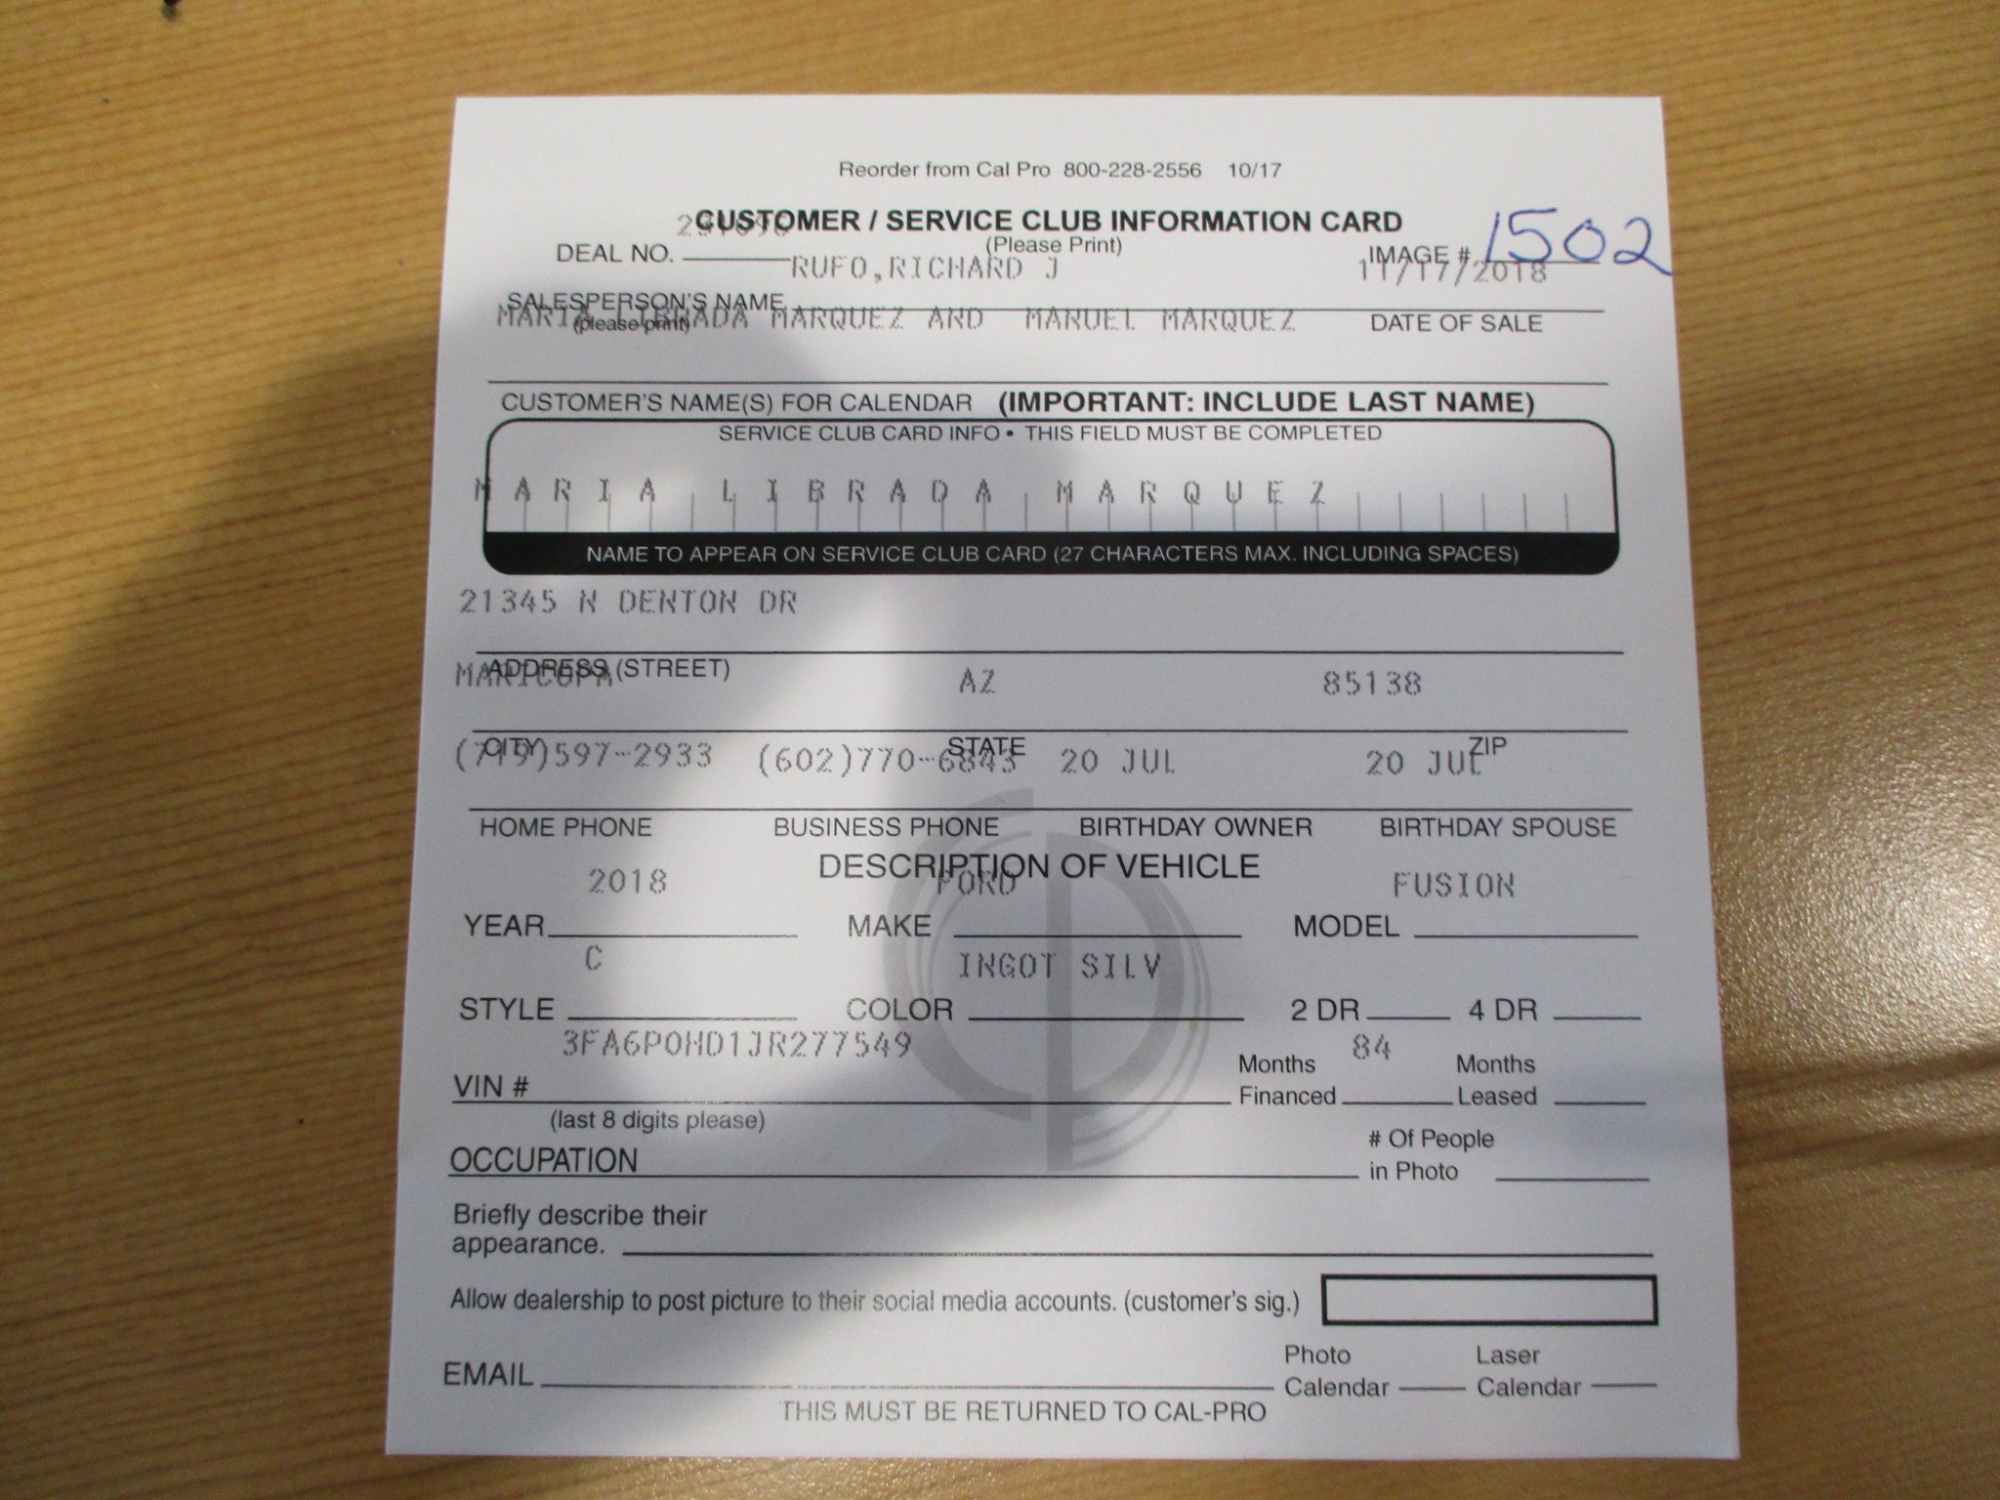 Reorder from Cal Pro 800-228-2556 10/17
CUSTOMER / SERVICE CLUB INFORMATION CARD
(Please Print)
DEAL NO. IMAGE # 1502
RUFO,RICHARD J 11/17/2018
SALESPERSON'S NAME
(please print) DATE OF SALE
MARIA LIBRADA MARQUEZ AND MANUEL MARQUEZ
CUSTOMER'S NAME(S) FOR CALENDAR (IMPORTANT: INCLUDE LAST NAME)
SERVICE CLUB CARD INFO • THIS FIELD MUST BE COMPLETED
MARIA LIBRADA MARQUEZ
NAME TO APPEAR ON SERVICE CLUB CARD (27 CHARACTERS MAX. INCLUDING SPACES)
21345 N DENTON DR
ADDRESS (STREET)
MARICOPA AZ 85138
CITY STATE ZIP
(719)597-2933 (602)770-6843 20 JUL 20 JUL
HOME PHONE BUSINESS PHONE BIRTHDAY OWNER BIRTHDAY SPOUSE
DESCRIPTION OF VEHICLE
2018 FORD FUSION
YEAR MAKE MODEL
C INGOT SILV
STYLE COLOR 2 DR 4 DR
3FA6P0HD1JR277549 84
VIN # Months Financed Months Leased
(last 8 digits please)
OCCUPATION # Of People in Photo
Briefly describe their
appearance.
Allow dealership to post picture to their social media accounts. (customer's sig.)
EMAIL Photo Calendar Laser Calendar
THIS MUST BE RETURNED TO CAL-PRO